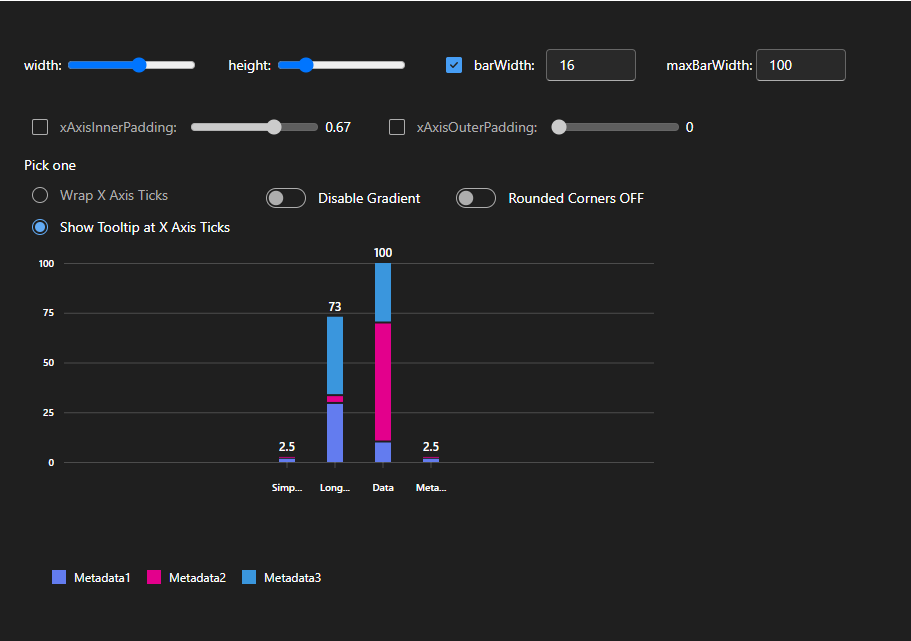 width: height: barWidth: 16 maxBarWidth: 100
xAxisInnerPadding: 0.67 xAxisOuterPadding: 0
Pick one
Wrap X Axis Ticks Disable Gradient Rounded Corners OFF
Show Tooltip at X Axis Ticks
100
100
73
75
50
25
2.5 2.5
0
Simp... Long... Data Meta...
Metadata1 Metadata2 Metadata3